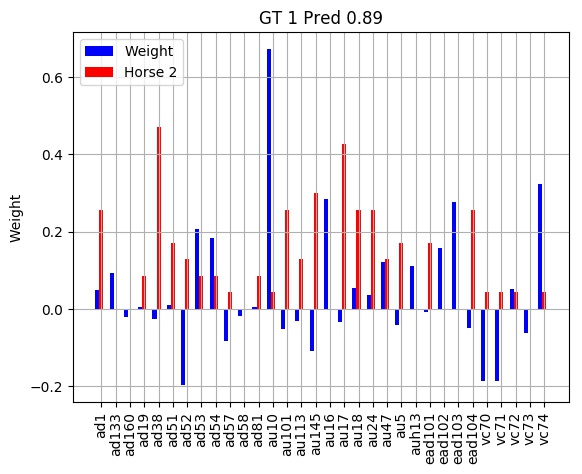 GT 1 Pred 0.89
Weight
Horse 2
Weight
0.6
0.4
0.2
0.0
−0.2
ad1
ad133
ad160
ad19
ad38
ad51
ad52
ad53
ad54
ad57
ad58
ad81
au10
au101
au113
au145
au16
au17
au18
au24
au47
au5
auh13
ead101
ead102
ead103
ead104
vc70
vc71
vc72
vc73
vc74